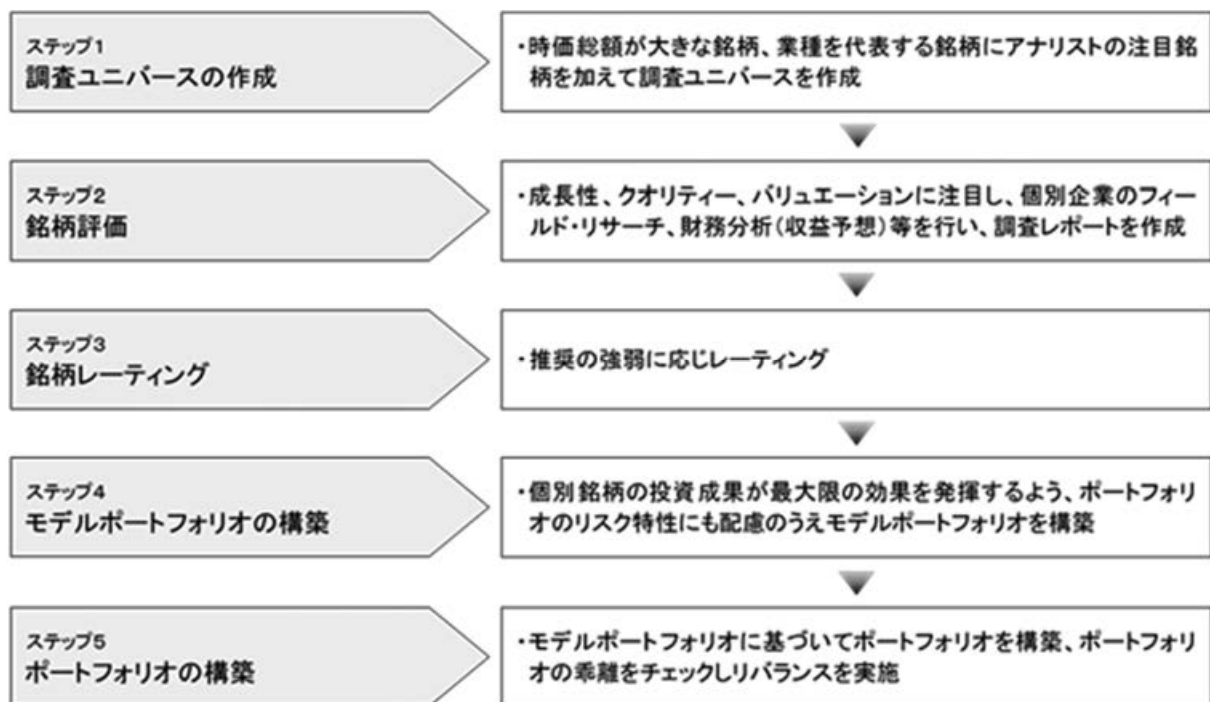 ステップ1
調査ユニバースの作成
・時価総額が大きな銘柄、業種を代表する銘柄にアナリストの注目銘
柄を加えて調査ユニバースを作成
ステップ2
銘柄評価
・成長性、クオリティー、バリュエーションに注目し、個別企業のフィー
ルド・リサーチ、財務分析(収益予想)等を行い、調査レポートを作成
ステップ3
銘柄レーティング
・推奨の強弱に応じレーティング
ステップ4
モデルポートフォリオの構築
・個別銘柄の投資成果が最大限の効果を発揮するよう、ポートフォリ
オのリスク特性にも配慮のうえモデルポートフォリオを構築
ステップ5
ポートフォリオの構築
・モデルポートフォリオに基づいてポートフォリオを構築、ポートフォリ
オの乖離をチェックしリバランスを実施